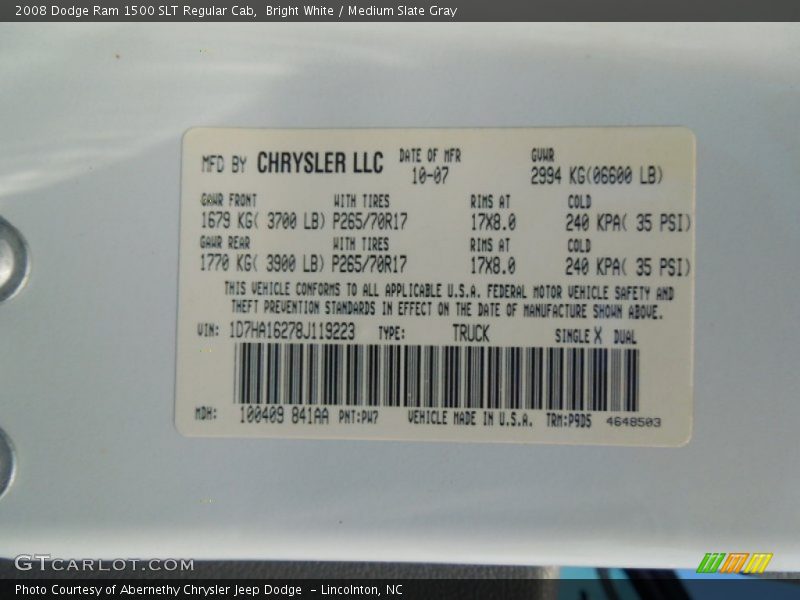 2008 Dodge Ram 1500 SLT Regular Cab,  Bright White / Medium Slate Gray
MFD BY CHRYSLER LLC DATE OF MFR GVWR
10-07 2994 KG(06600 LB)
GAWR FRONT WITH TIRES RIMS AT COLD
1679 KG( 3700 LB) P265/70R17 17X8.0 240 KPA( 35 PSI)
GAWR REAR WITH TIRES RIMS AT COLD
1770 KG( 3900 LB) P265/70R17 17X8.0 240 KPA( 35 PSI)
THIS VEHICLE CONFORMS TO ALL APPLICABLE U.S.A. FEDERAL MOTOR VEHICLE SAFETY AND
THEFT PREVENTION STANDARDS IN EFFECT ON THE DATE OF MANUFACTURE SHOWN ABOVE.
VIN: 1D7HA16278J119223 TYPE: TRUCK SINGLE X DUAL
MDH: 100409 841AA PNT:PW7 VEHICLE MADE IN U.S.A. TRM:P9D5 4648503
GTCARLOT.COM
Photo Courtesy of Abernethy Chrysler Jeep Dodge  - Lincolnton, NC